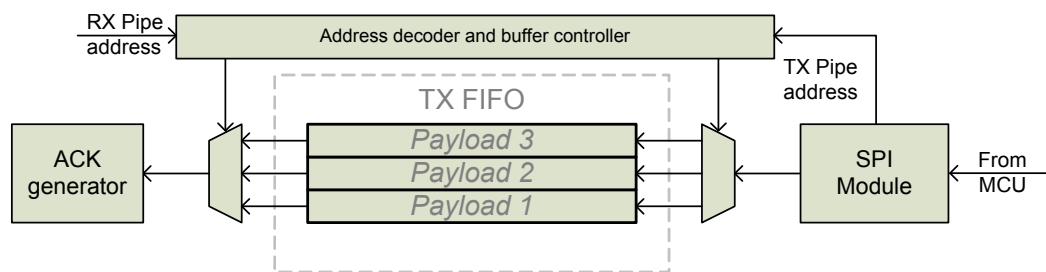 RX Pipe
address
Address decoder and buffer controller
TX Pipe
address
TX FIFO
Payload 3
Payload 2
Payload 1
ACK
generator
SPI
Module
From
MCU